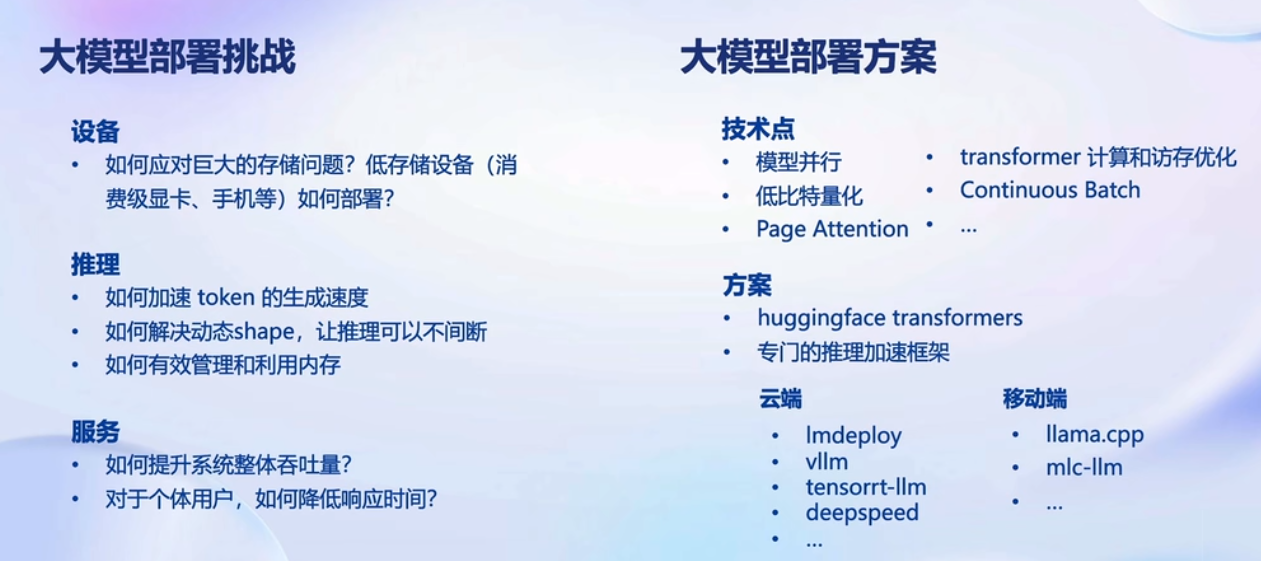 大模型部署挑战
设备
• 如何应对巨大的存储问题？低存储设备（消
费级显卡、手机等）如何部署？
推理
• 如何加速 token 的生成速度
• 如何解决动态shape，让推理可以不间断
• 如何有效管理和利用内存
服务
• 如何提升系统整体吞吐量？
• 对于个体用户，如何降低响应时间？
大模型部署方案
技术点
• 模型并行
• 低比特量化
• Page Attention
• transformer 计算和访存优化
• Continuous Batch
• ...
方案
• huggingface transformers
• 专门的推理加速框架
云端
• lmdeploy
• vllm
• tensorrt-llm
• deepspeed
• ...
移动端
• llama.cpp
• mlc-llm
• ...